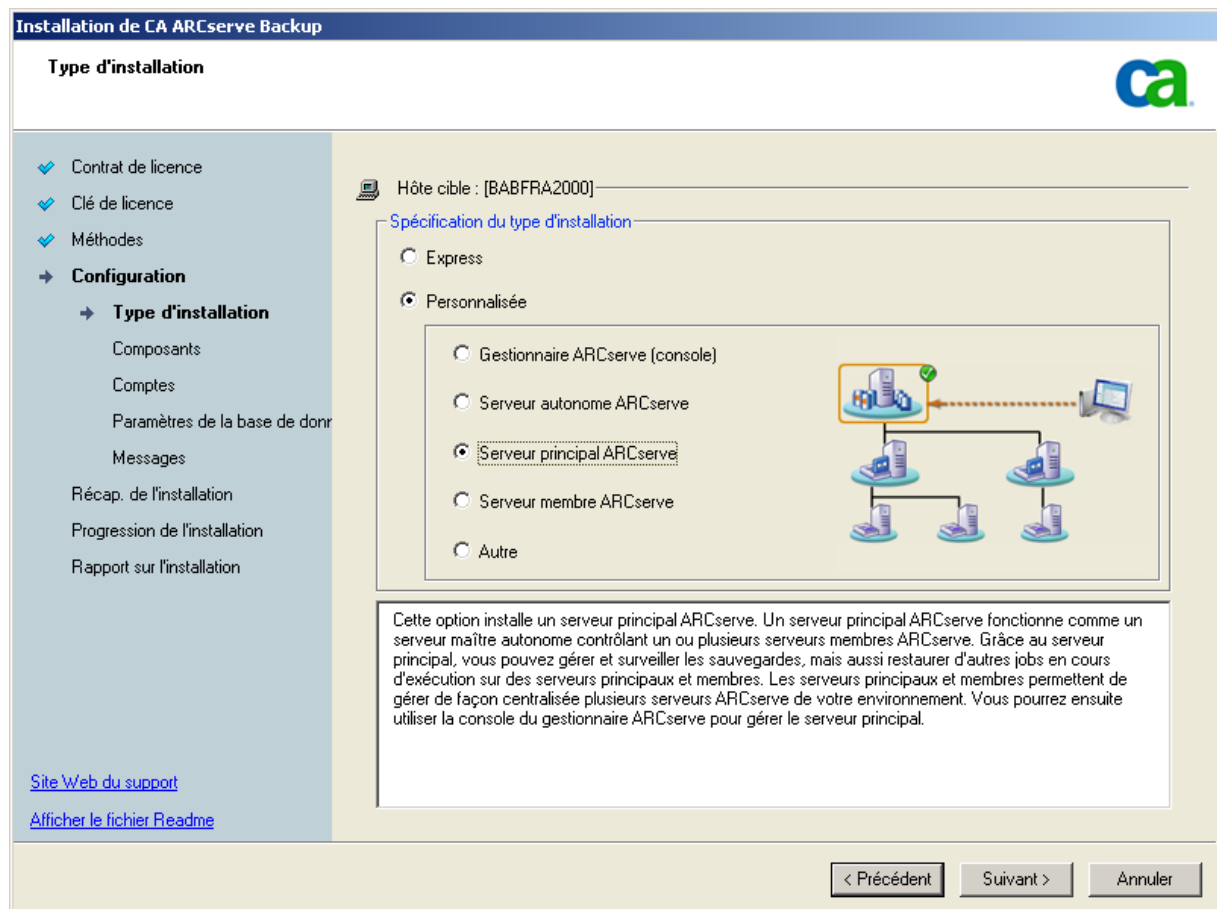 Installation de CA ARCserve Backup
Type d'installation
ca
Contrat de licence
Clé de licence
Méthodes
Configuration
Type d'installation
Composants
Comptes
Paramètres de la base de donr
Messages
Récap. de l'installation
Progression de l'installation
Rapport sur l'installation
Site Web du support
Afficher le fichier Readme
Hôte cible : [BABFRA2000]
Spécification du type d'installation
Express
Personnalisée
Gestionnaire ARCserve (console)
Serveur autonome ARCserve
Serveur principal ARCserve
Serveur membre ARCserve
Autre
Cette option installe un serveur principal ARCserve. Un serveur principal ARCserve fonctionne comme un
serveur maître autonome contrôlant un ou plusieurs serveurs membres ARCserve. Grâce au serveur
principal, vous pouvez gérer et surveiller les sauvegardes, mais aussi restaurer d'autres jobs en cours
d'exécution sur des serveurs principaux et membres. Les serveurs principaux et membres permettent de
gérer de façon centralisée plusieurs serveurs ARCserve de votre environnement. Vous pourrez ensuite
utiliser la console du gestionnaire ARCserve pour gérer le serveur principal.
< Précédent
Suivant >
Annuler